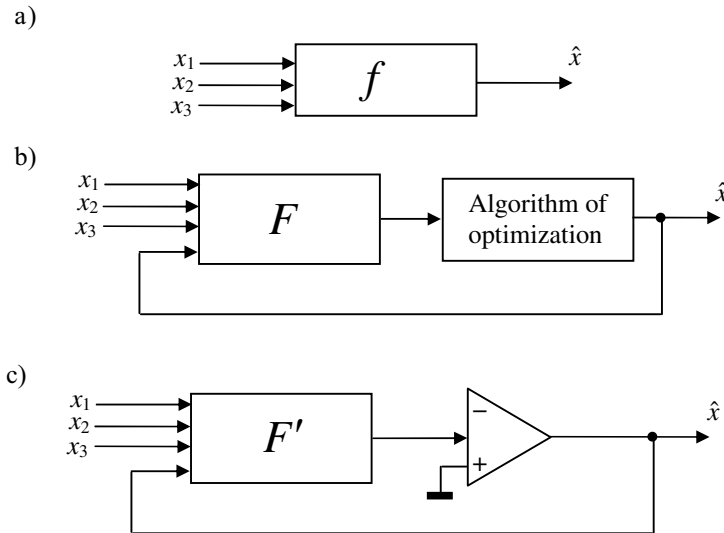 a)
x₁
x₂
x₃
f
x̂
b)
x₁
x₂
x₃
F
Algorithm of
optimization
x̂
c)
x₁
x₂
x₃
F′
−
+
x̂